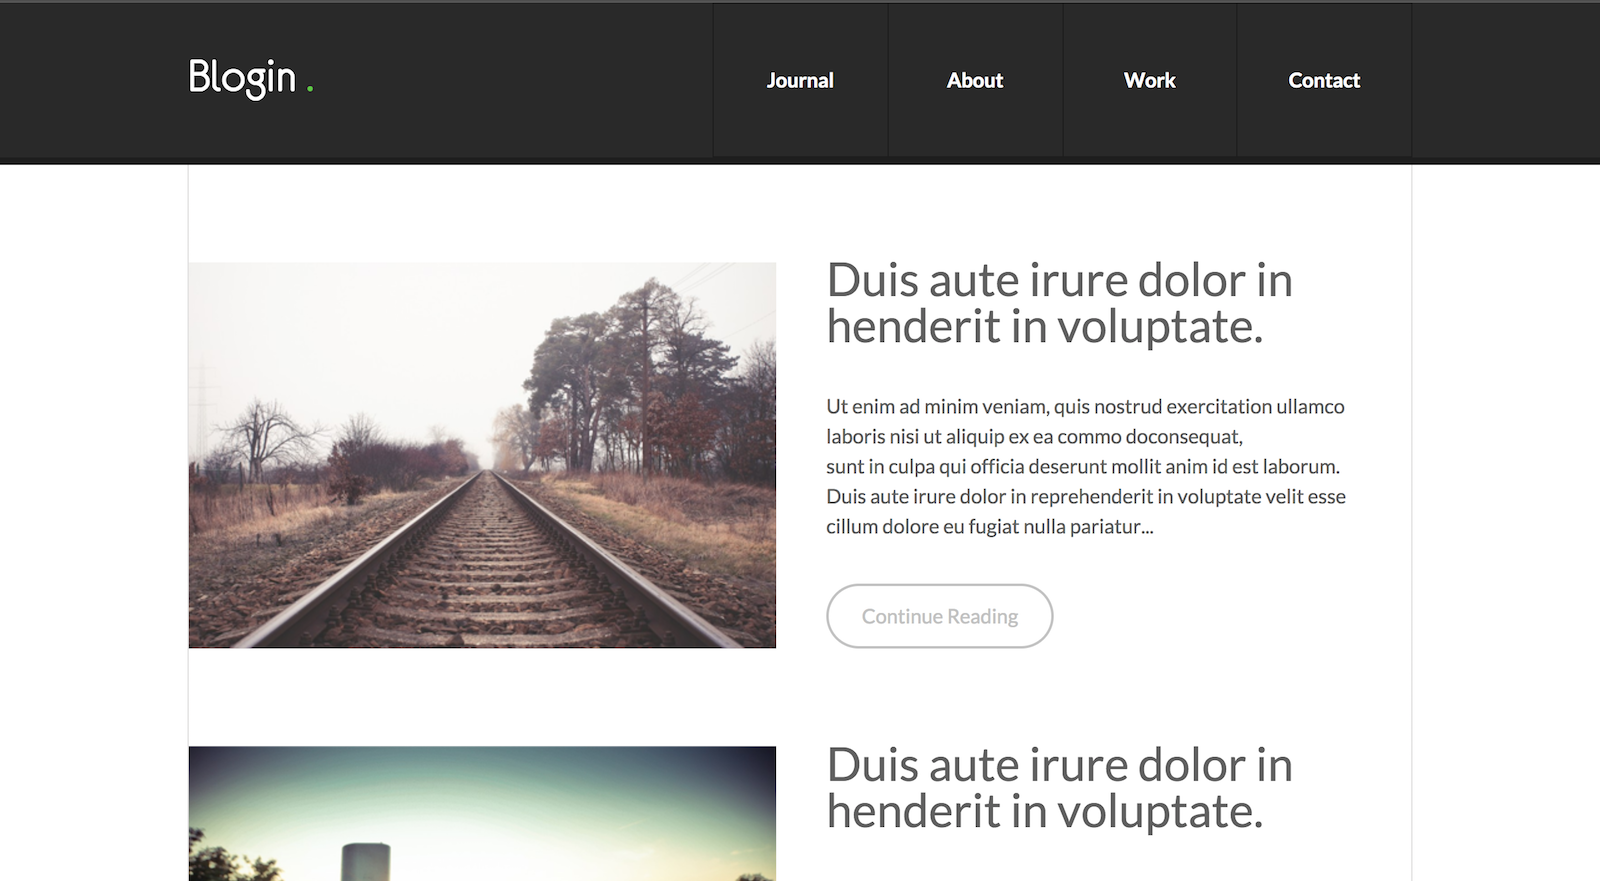 Blogin .
Journal
About
Work
Contact
Duis aute irure dolor in
henderit in voluptate.
Ut enim ad minim veniam, quis nostrud exercitation ullamco
laboris nisi ut aliquip ex ea commo doconsequat,
sunt in culpa qui officia deserunt mollit anim id est laborum.
Duis aute irure dolor in reprehenderit in voluptate velit esse
cillum dolore eu fugiat nulla pariatur...
Continue Reading
Duis aute irure dolor in
henderit in voluptate.